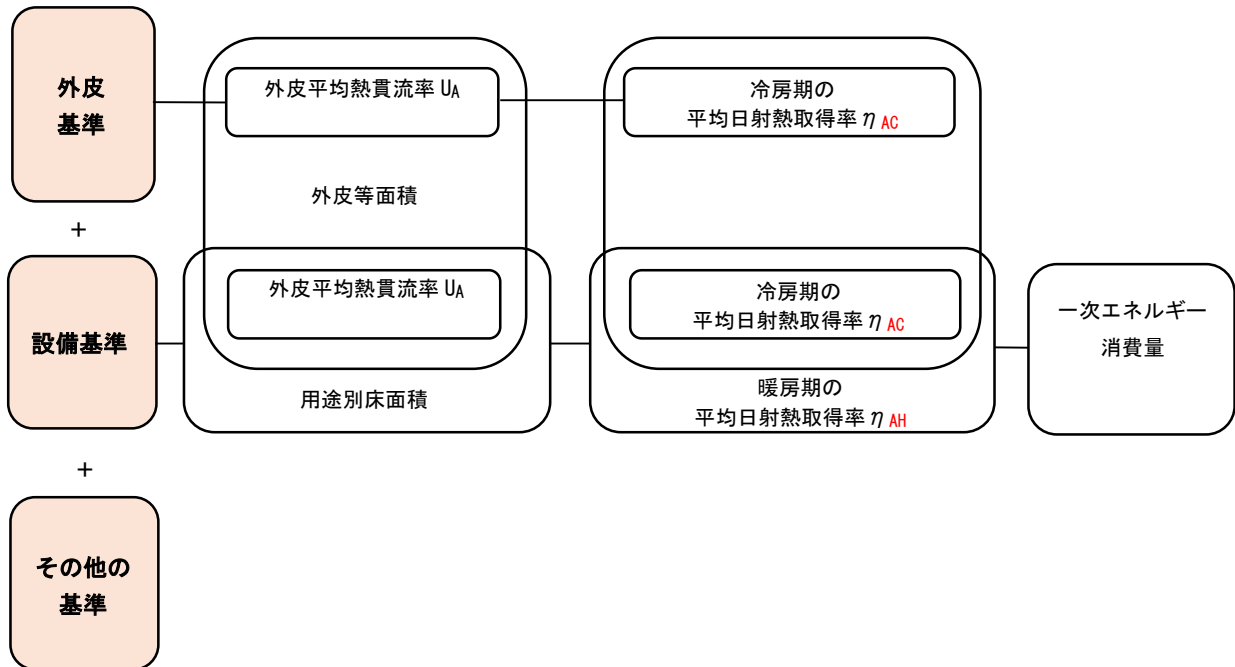 外皮
基準
外皮平均熱貫流率 UA
冷房期の
平均日射熱取得率 η AC
外皮等面積
+
設備基準
外皮平均熱貫流率 UA
冷房期の
平均日射熱取得率 η AC
一次エネルギー
消費量
用途別床面積
暖房期の
平均日射熱取得率 η AH
+
その他の
基準